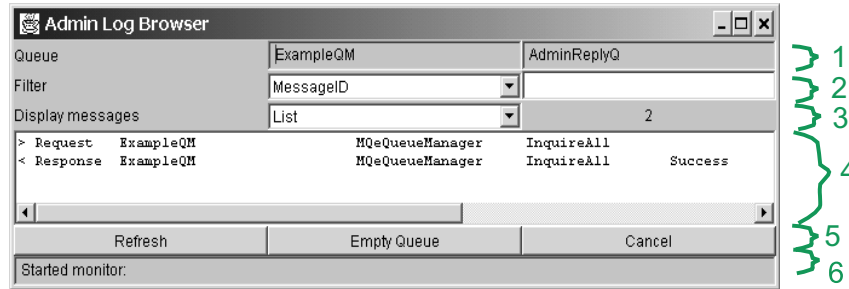 Admin Log Browser
Queue ExampleQM AdminReplyQ 1
Filter MessageID 2
Display messages List 2 3
> Request ExampleQM MQeQueueManager InquireAll
< Response ExampleQM MQeQueueManager InquireAll Success
4
Refresh Empty Queue Cancel 5
Started monitor: 6